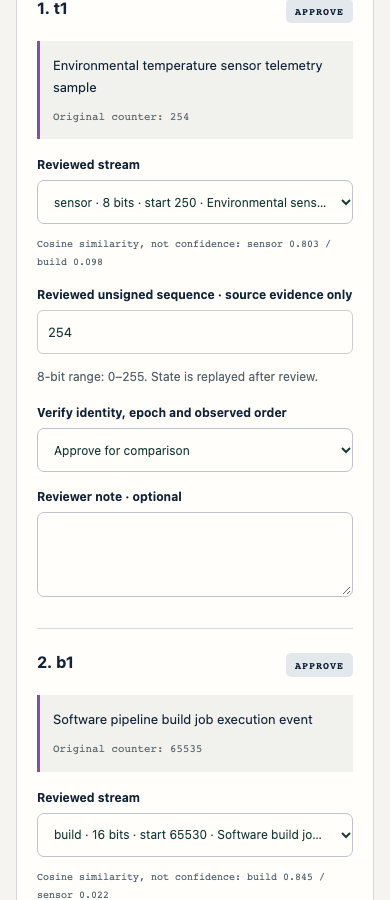 1. t1
APPROVE
Environmental temperature sensor telemetry
sample
Original counter: 254
Reviewed stream
sensor · 8 bits · start 250 · Environmental sens...
Cosine similarity, not confidence: sensor 0.803 /
build 0.098
Reviewed unsigned sequence · source evidence only
254
8-bit range: 0–255. State is replayed after review.
Verify identity, epoch and observed order
Approve for comparison
Reviewer note · optional
2. b1
APPROVE
Software pipeline build job execution event
Original counter: 65535
Reviewed stream
build · 16 bits · start 65530 · Software build jo...
Cosine similarity, not confidence: build 0.845 /
sensor 0.022